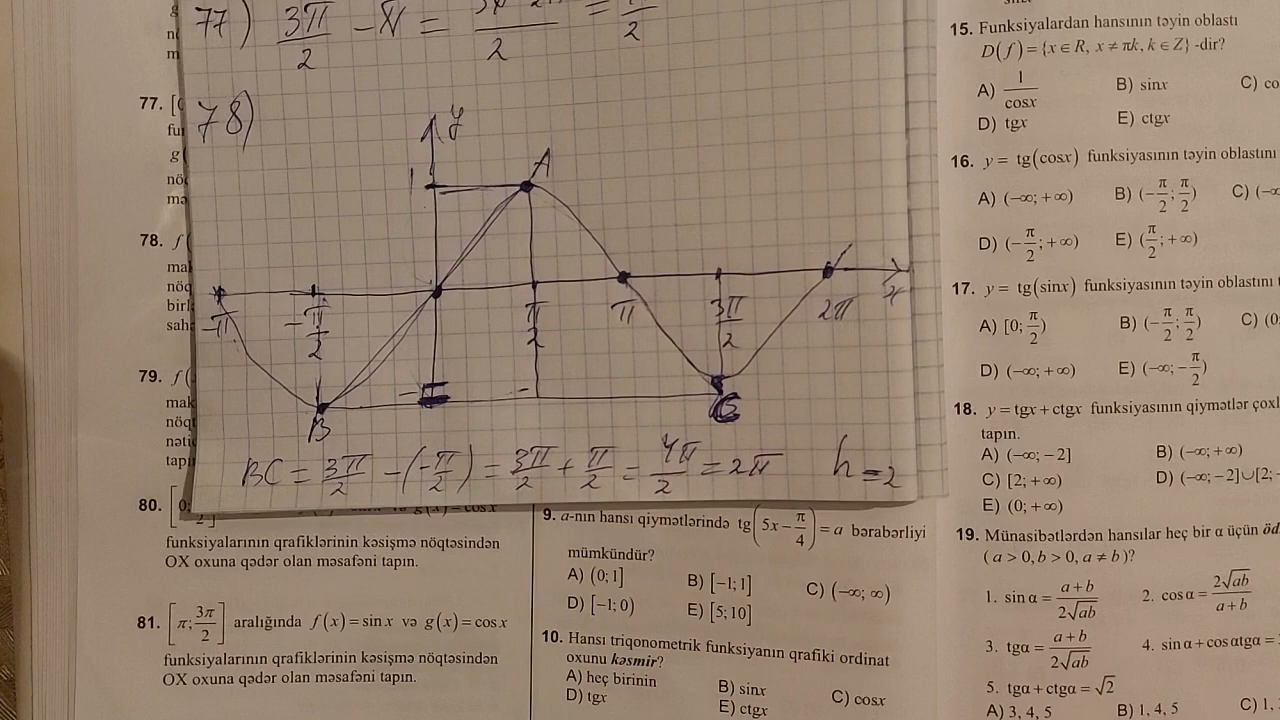 77) 3π/2 − π = /2 = π/2
78)
y
1
A
-π
-π/2
π/2
π
3π/2
2π
x
B
C
BC = 3π/2 − (−π/2) = 3π/2 + π/2 = 4π/2 = 2π h = 2
77.
78. f(
79. f(
80.
funksiyalarının qrafiklərinin kəsişmə nöqtəsindən
OX oxuna qədər olan məsafəni tapın.
81. [π; 3π/2] aralığında f(x) = sinx və g(x) = cosx
funksiyalarının qrafiklərinin kəsişmə nöqtəsindən
OX oxuna qədər olan məsafəni tapın.
9. a-nın hansı qiymətlərində tg(5x − π/4) = a bərabərliyi
mümkündür?
A) (0; 1] B) [−1; 1] C) (−∞; ∞)
D) [−1; 0) E) [5; 10]
10. Hansı triqonometrik funksiyanın qrafiki ordinat
oxunu kəsmir?
A) heç birinin B) sinx C) cosx
D) tgx E) ctgx
15. Funksiyalardan hansının təyin oblastı
D(f) = {x ∈ R, x ≠ πk, k ∈ Z} -dir?
A) 1/cosx B) sinx C) co
D) tgx E) ctgx
16. y = tg(cosx) funksiyasının təyin oblastını
A) (−∞; +∞) B) (−π/2; π/2) C) (−∞
D) (−π/2; +∞) E) (π/2; +∞)
17. y = tg(sinx) funksiyasının təyin oblastını
A) [0; π/2) B) (−π/2; π/2) C) (0;
D) (−∞; +∞) E) (−∞; −π/2)
18. y = tgx + ctgx funksiyasının qiymətlər çoxl
tapın.
A) (−∞; −2] B) (−∞; +∞)
C) [2; +∞) D) (−∞; −2]∪[2;
E) (0; +∞)
19. Münasibətlərdən hansılar heç bir α üçün öd
(a > 0, b > 0, a ≠ b)?
1. sinα = a+b/2√ab 2. cosα = 2√ab/a+b
3. tgα = a+b/2√ab 4. sinα + cosαtgα =
5. tgα + ctgα = √2
A) 3, 4, 5 B) 1, 4, 5 C) 1,